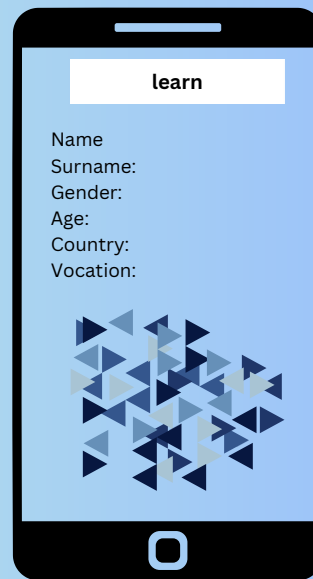 learn
Name
Surname:
Gender:
Age:
Country:
Vocation: